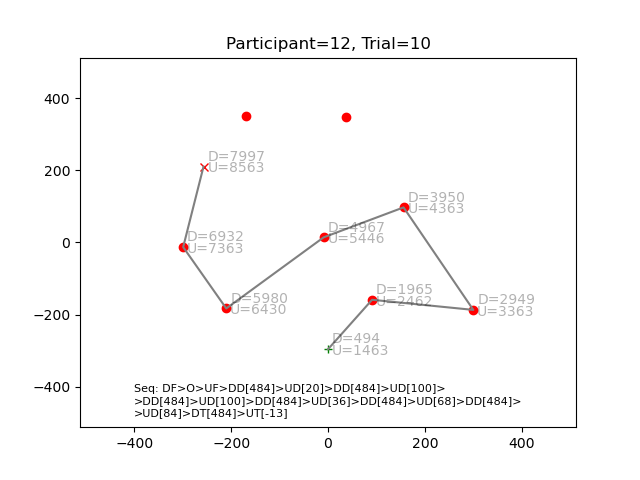 Participant=12, Trial=10
400
200
0
−200
−400
−400
−200
0
200
400
D=7997
U=8563
D=3950
U=4363
D=4967
U=5446
D=6932
U=7363
D=1965
U=2462
D=5980
U=6430
D=2949
U=3363
D=494
U=1463
Seq: DF>O>UF>DD[484]>UD[20]>DD[484]>UD[100]>
>DD[484]>UD[100]>DD[484]>UD[36]>DD[484]>UD[68]>DD[484]>
>UD[84]>DT[484]>UT[-13]